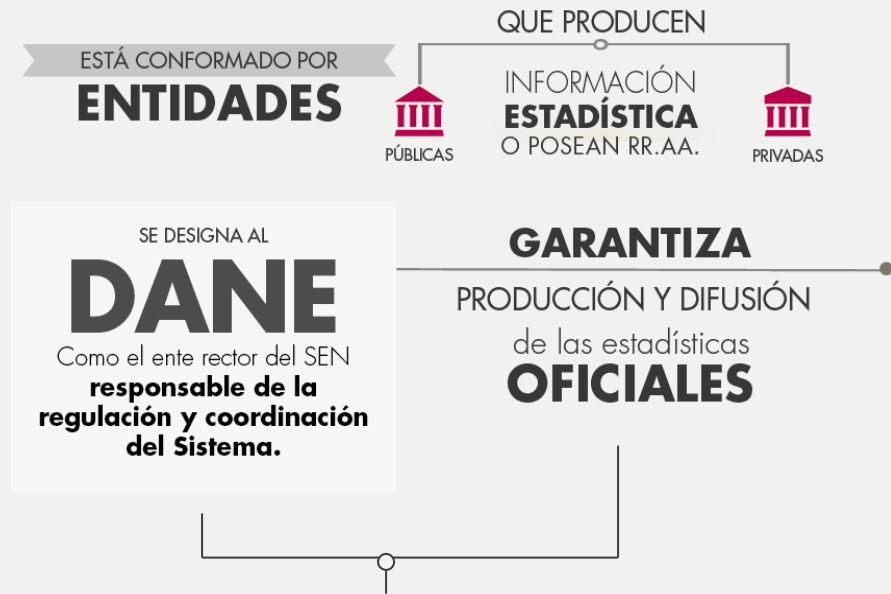 ESTÁ CONFORMADO POR
ENTIDADES
QUE PRODUCEN
PÚBLICAS
INFORMACIÓN
ESTADÍSTICA
O POSEAN RR.AA.
PRIVADAS
SE DESIGNA AL
DANE
Como el ente rector del SEN
responsable de la
regulación y coordinación
del Sistema.
GARANTIZA
PRODUCCIÓN Y DIFUSIÓN
de las estadísticas
OFICIALES